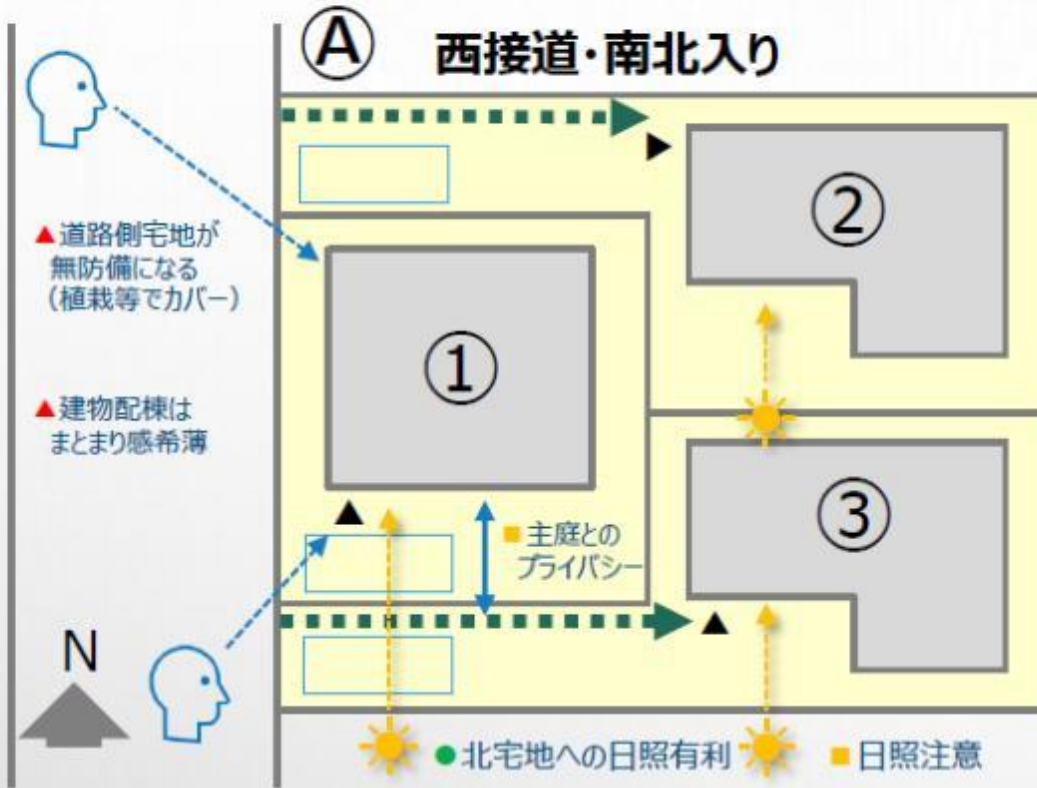 Ⓐ 西接道・南北入り
▲道路側宅地が
無防備になる
（植栽等でカバー）
▲建物配棟は
まとまり感希薄
①
②
③
■主庭との
プライバシー
N
●北宅地への日照有利
■日照注意